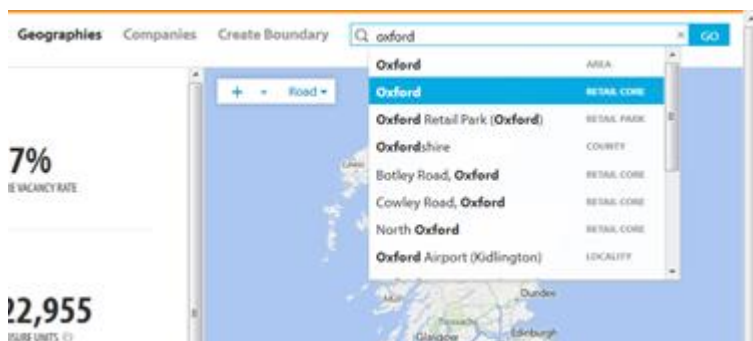 Geographies Companies Create Boundary oxford × GO
Oxford AREA
+ - Road
Oxford RETAIL CORE
Oxford Retail Park (Oxford) RETAIL PARK
Oxfordshire COUNTY
7%
Botley Road, Oxford RETAIL CORE
E VACANCY RATE
Cowley Road, Oxford RETAIL CORE
North Oxford RETAIL CORE
Oxford Airport (Kidlington) LOCALITY
Dundee
22,955
Glasgow Edinburgh